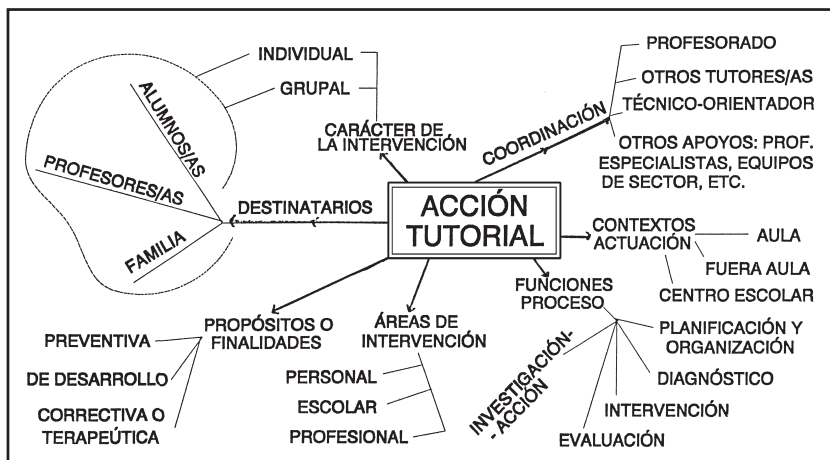 INDIVIDUAL
GRUPAL
CARÁCTER DE
LA INTERVENCIÓN
COORDINACIÓN
PROFESORADO
OTROS TUTORES/AS
TÉCNICO-ORIENTADOR
OTROS APOYOS: PROF.
ESPECIALISTAS, EQUIPOS
DE SECTOR, ETC.
ALUMNOS/AS
PROFESORES/AS
FAMILIA
DESTINATARIOS
ACCIÓN
TUTORIAL
CONTEXTOS
ACTUACIÓN
AULA
FUERA AULA
CENTRO ESCOLAR
PROPÓSITOS O
FINALIDADES
PREVENTIVA
DE DESARROLLO
CORRECTIVA O
TERAPEÚTICA
ÁREAS DE
INTERVENCIÓN
PERSONAL
ESCOLAR
PROFESIONAL
FUNCIONES
PROCESO
INVESTIGACIÓN-
- ACCIÓN
PLANIFICACIÓN Y
ORGANIZACIÓN
DIAGNÓSTICO
INTERVENCIÓN
EVALUACIÓN